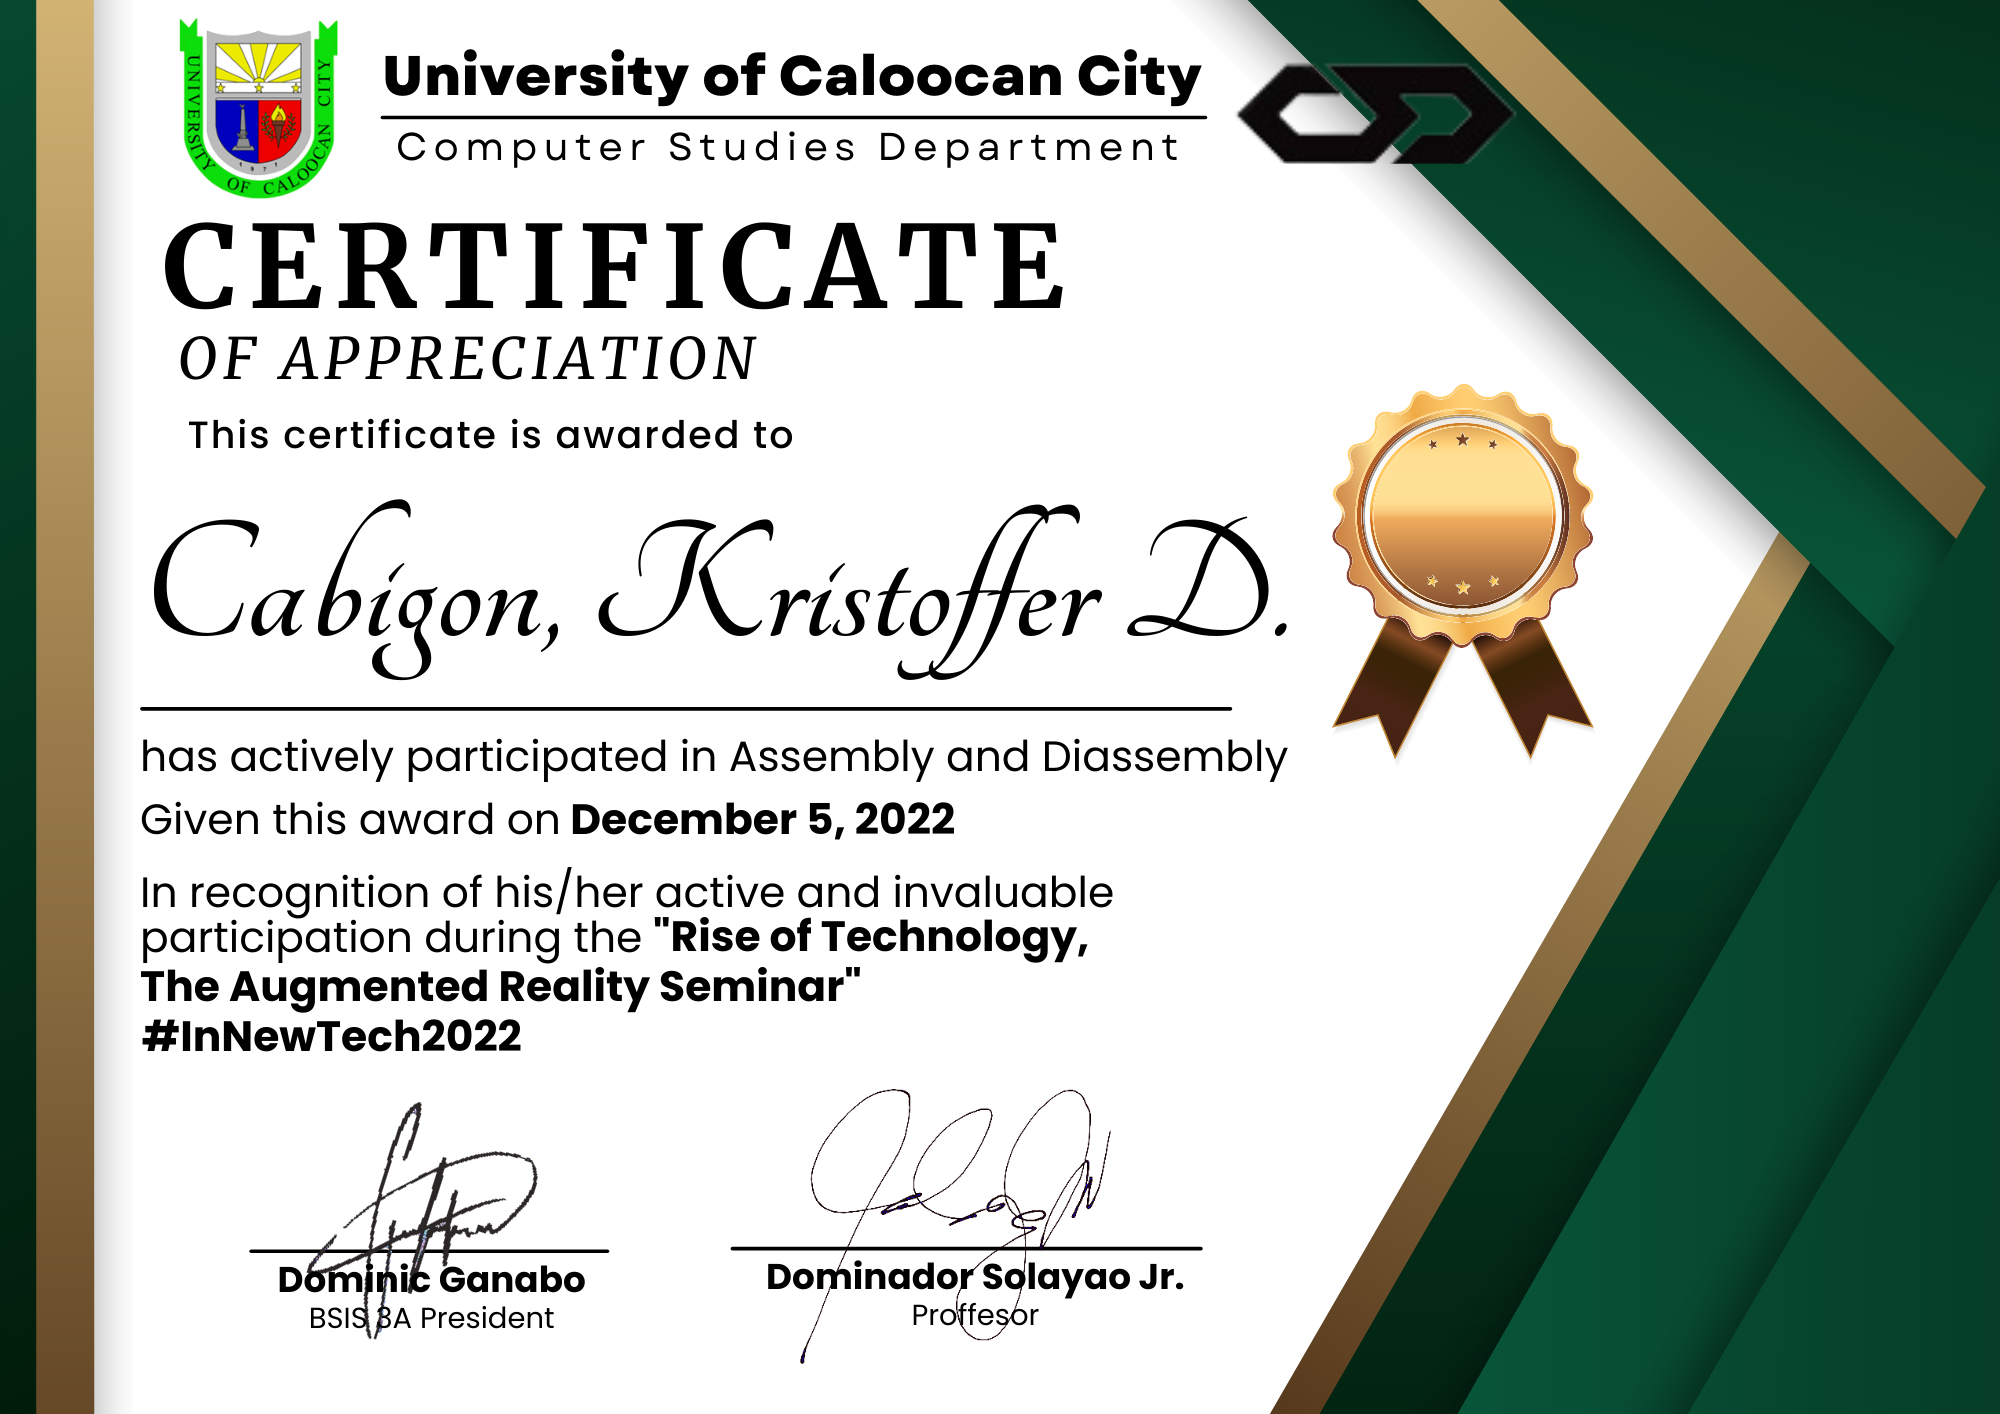 UNIVERSITY OF CALOOCAN CITY
1971
University of Caloocan City
Computer Studies Department
CERTIFICATE
OF APPRECIATION
This certificate is awarded to
Cabigon, Kristoffer D.
has actively participated in Assembly and Diassembly
Given this award on December 5, 2022
In recognition of his/her active and invaluable
participation during the "Rise of Technology,
The Augmented Reality Seminar"
#InNewTech2022
Dominic Ganabo
BSIS 3A President
Dominador Solayao Jr.
Proffesor